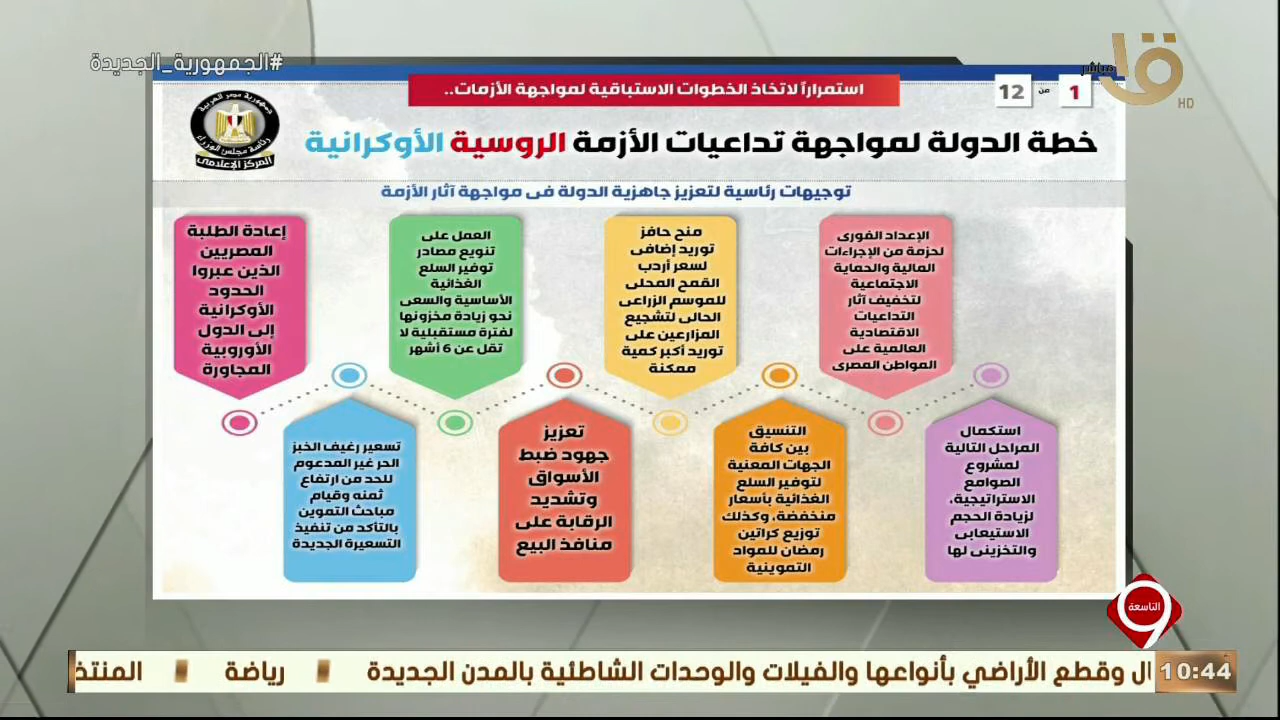 #الجمهورية_الجديدة
مباشر
HD
استمراراً لاتخاذ الخطوات الاستباقية لمواجهة الأزمات..
1 من 12
خطة الدولة لمواجهة تداعيات الأزمة الروسية الأوكرانية
جمهورية مصر العربية
رئاسة مجلس الوزراء
المركز الإعلامى
توجيهات رئاسية لتعزيز جاهزية الدولة فى مواجهة آثار الأزمة
الإعداد الفورى
لحزمة من الإجراءات
المالية والحماية
الاجتماعية
لتخفيف آثار
التداعيات
الاقتصادية
العالمية على
المواطن المصرى
منح حافز
توريد إضافى
لسعر أردب
القمح المحلى
للموسم الزراعى
الحالى لتشجيع
المزارعين على
توريد أكبر كمية
ممكنة
العمل على
تنويع مصادر
توفير السلع
الغذائية
الأساسية والسعى
نحو زيادة مخزونها
لفترة مستقبلية لا
تقل عن 6 أشهر
إعادة الطلبة
المصريين
الذين عبروا
الحدود
الأوكرانية
إلى الدول
الأوروبية
المجاورة
استكمال
المراحل التالية
لمشروع
الصوامع
الاستراتيجية،
لزيادة الحجم
الاستيعابى
والتخزينى لها
التنسيق
بين كافة
الجهات المعنية
لتوفير السلع
الغذائية بأسعار
منخفضة، وكذلك
توزيع كراتين
رمضان للمواد
التموينية
تعزيز
جهود ضبط
الأسواق
وتشديد
الرقابة على
منافذ البيع
تسعير رغيف الخبز
الحر غير المدعوم
للحد من ارتفاع
ثمنه وقيام
مباحث التموين
بالتأكد من تنفيذ
التسعيرة الجديدة
التاسعة
9
10:44
ال وقطع الأراضي بأنواعها والفيلات والوحدات الشاطئية بالمدن الجديدة رياضة المنتخ